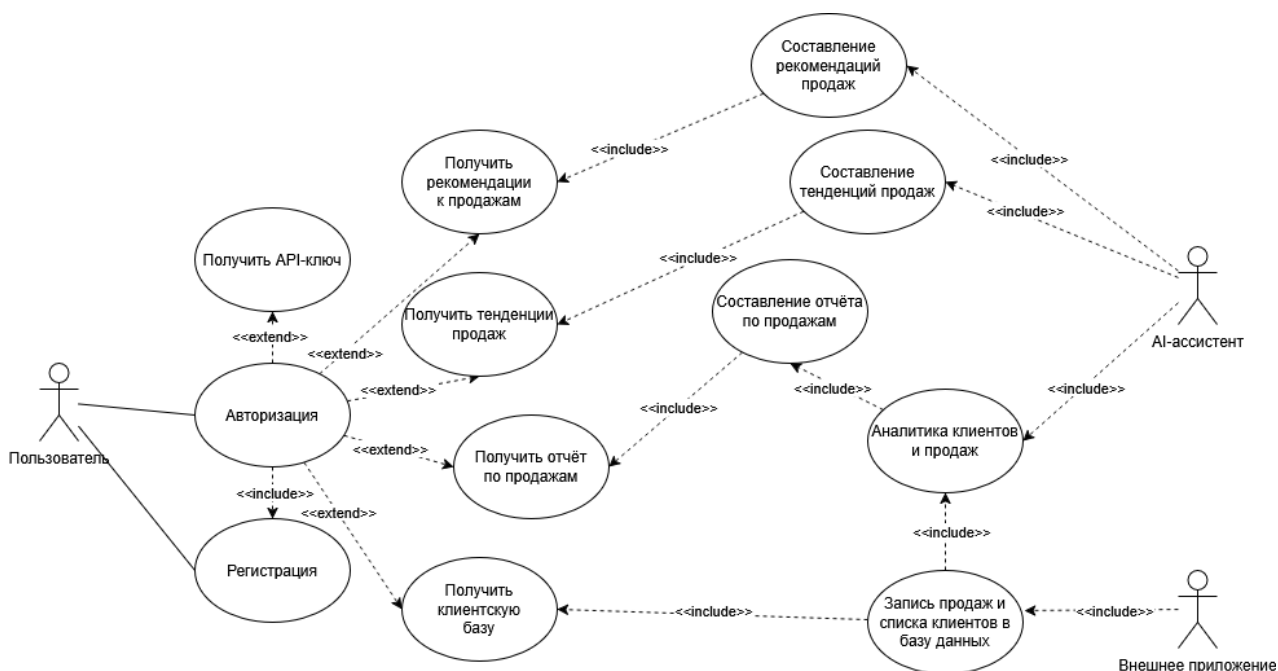 Составление
рекомендаций
продаж
<<include>>
Получить
рекомендации
к продажам
Составление
тенденций продаж
<<include>>
<<include>>
Получить API-ключ
<<include>>
Получить тенденции
продаж
Составление отчёта
по продажам
AI-ассистент
<<extend>>
<<extend>>
<<extend>>
<<include>>
<<include>>
<<include>>
Авторизация
Пользователь
<<extend>>
Получить отчёт
по продажам
Аналитика клиентов
и продаж
<<include>>
<<extend>>
<<include>>
Регистрация
Получить
клиентскую
базу
<<include>>
Запись продаж и
списка клиентов в
базу данных
<<include>>
Внешнее приложение